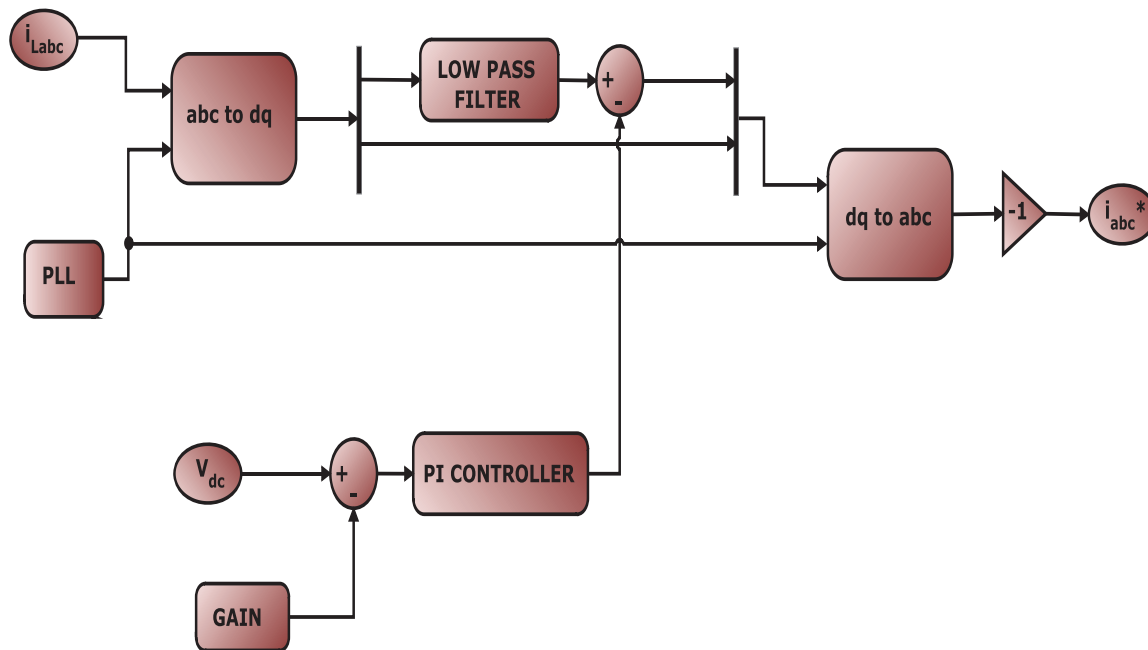 iLabc
abc to dq
LOW PASS
FILTER
+
-
PLL
dq to abc
-1
iabc*
Vdc
+
-
PI CONTROLLER
GAIN